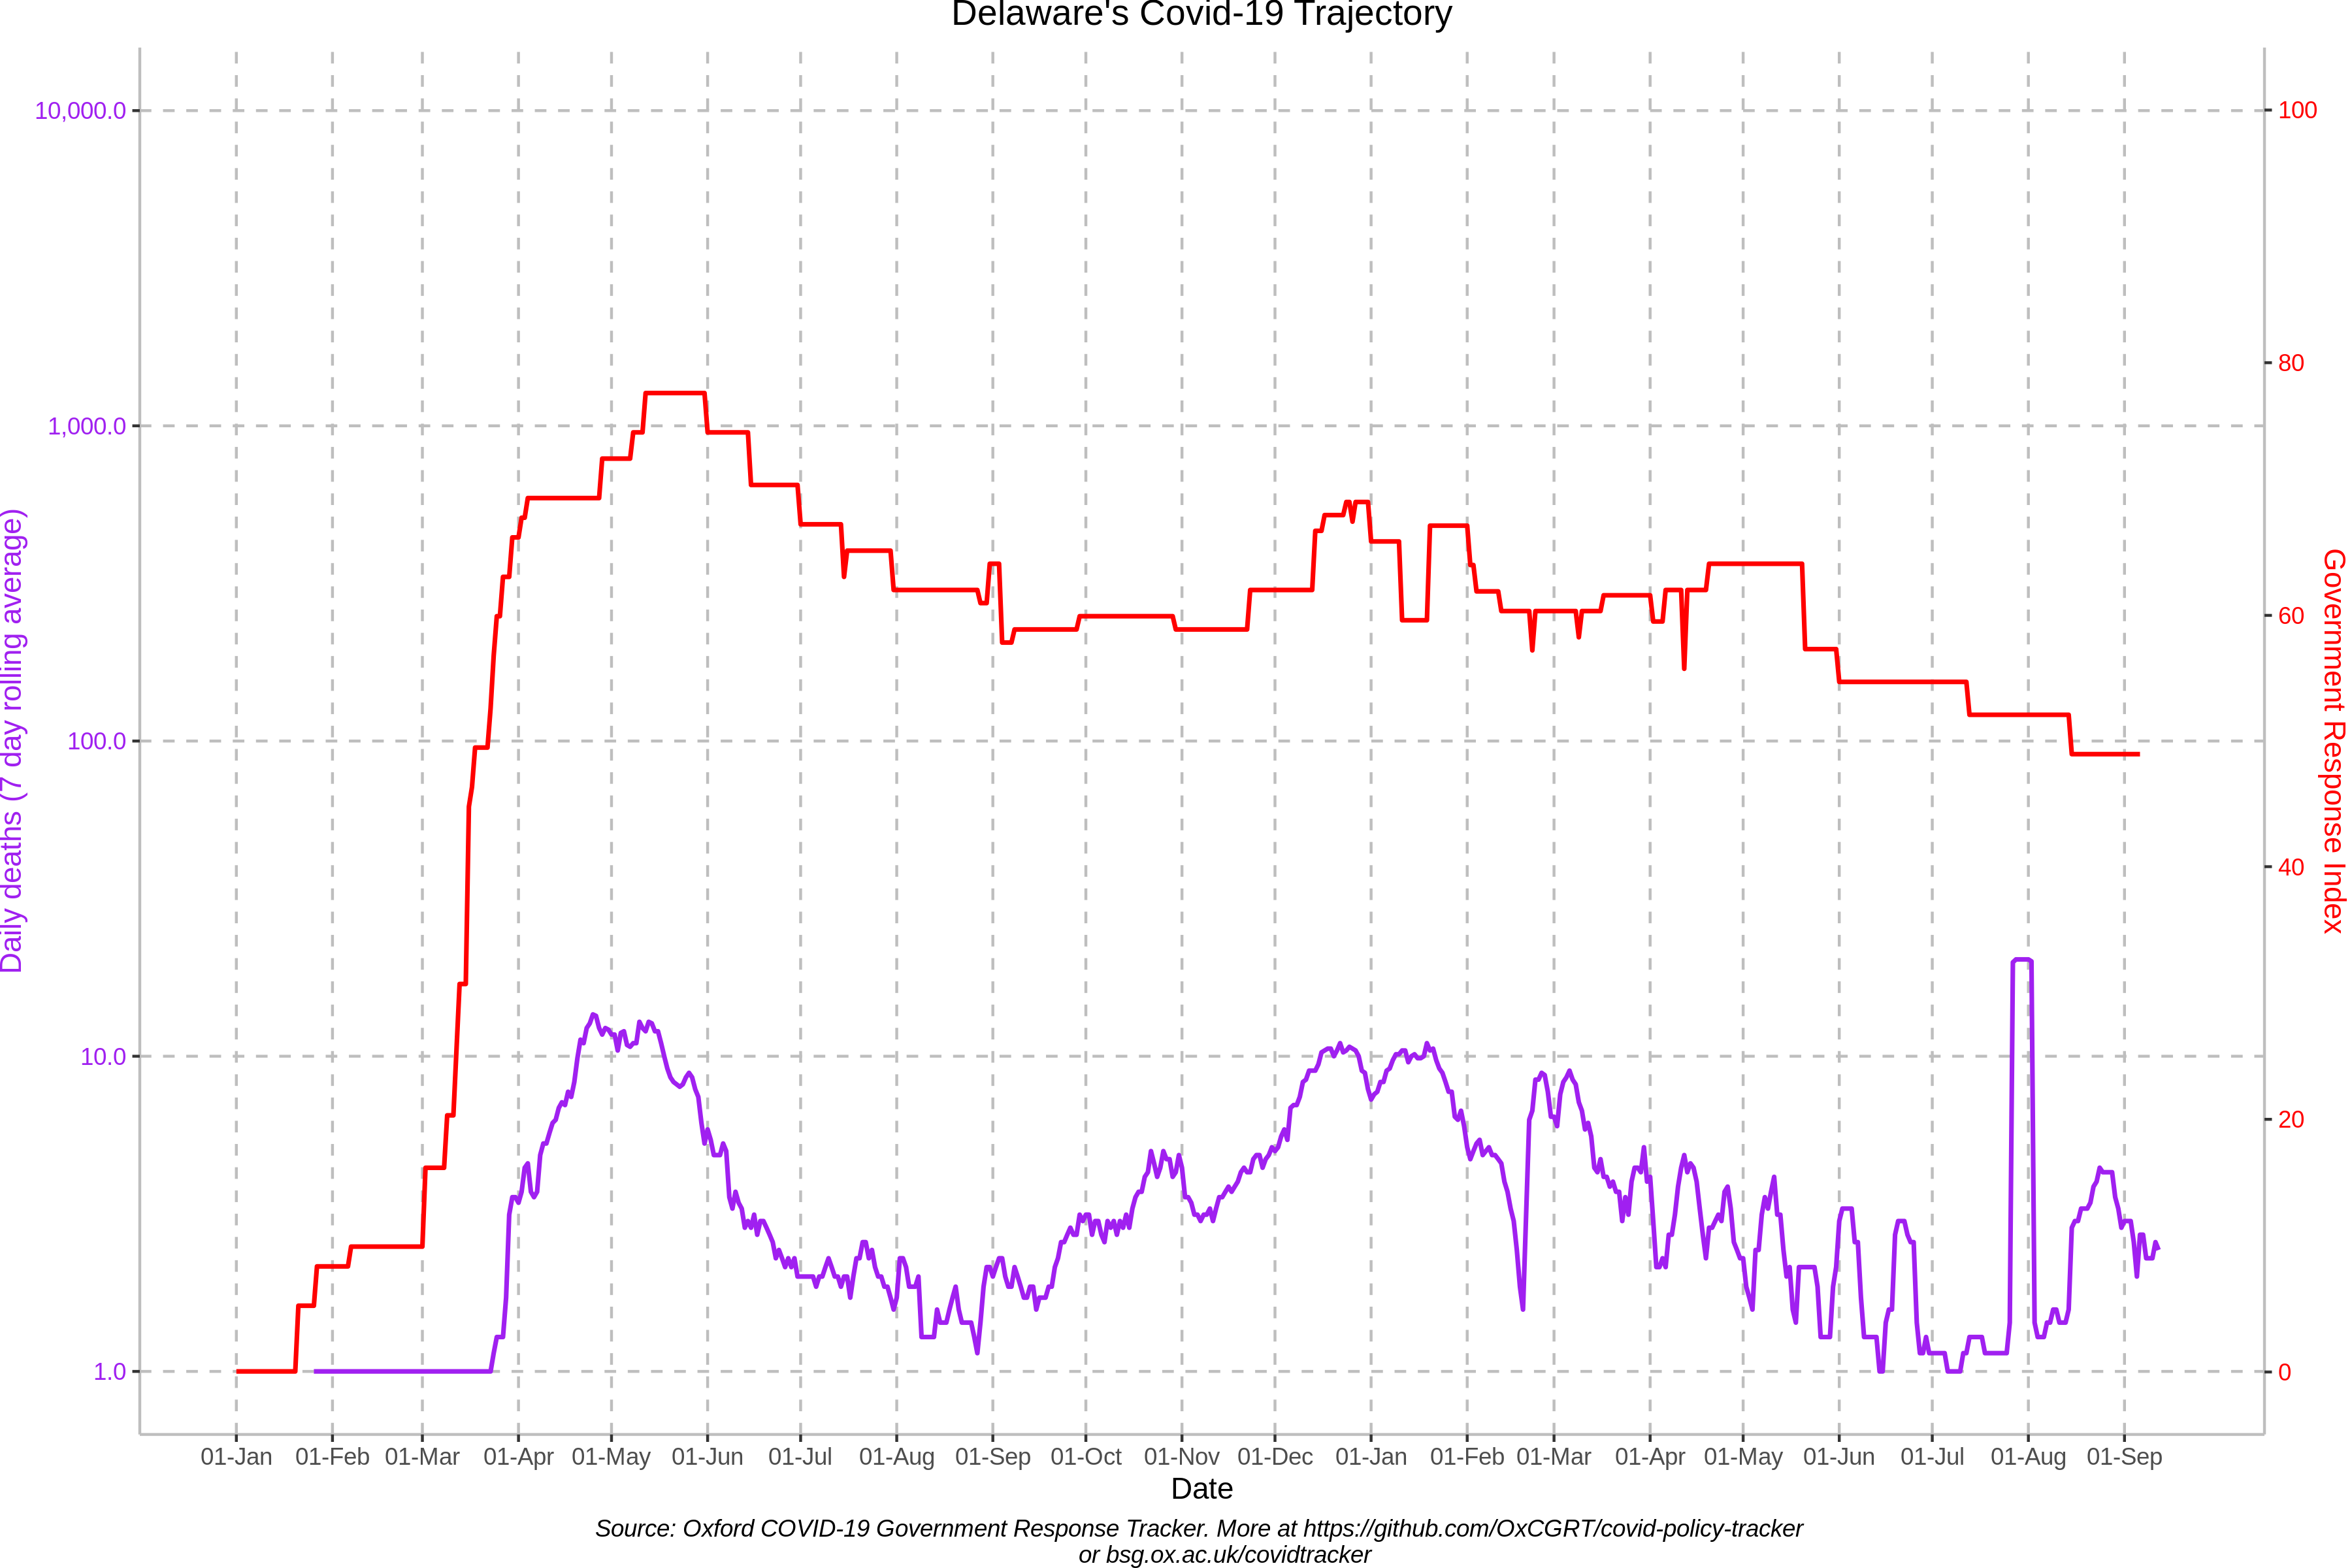 Delaware's Covid-19 Trajectory
10,000.0
1,000.0
100.0
10.0
1.0
Daily deaths (7 day rolling average)
100
80
60
40
20
0
Government Response Index
01-Jan 01-Feb 01-Mar 01-Apr 01-May 01-Jun 01-Jul 01-Aug 01-Sep 01-Oct 01-Nov 01-Dec 01-Jan 01-Feb 01-Mar 01-Apr 01-May 01-Jun 01-Jul 01-Aug 01-Sep
Date
Source: Oxford COVID-19 Government Response Tracker. More at https://github.com/OxCGRT/covid-policy-tracker
or bsg.ox.ac.uk/covidtracker